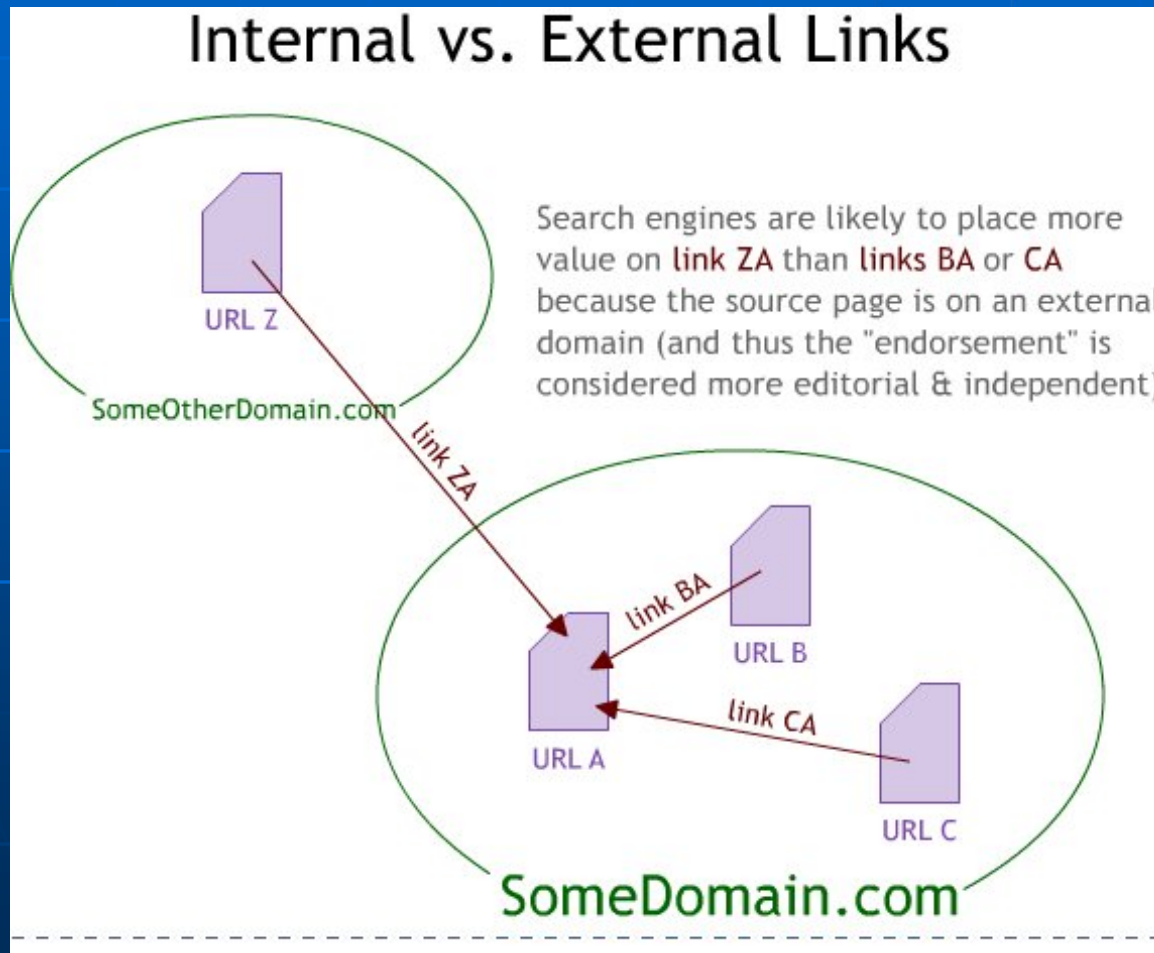 Internal vs. External Links
Search engines are likely to place more
value on link ZA than links BA or CA
because the source page is on an external
domain (and thus the "endorsement" is
considered more editorial & independent)
URL Z
SomeOtherDomain.com
link ZA
link BA
URL B
URL A
link CA
URL C
SomeDomain.com